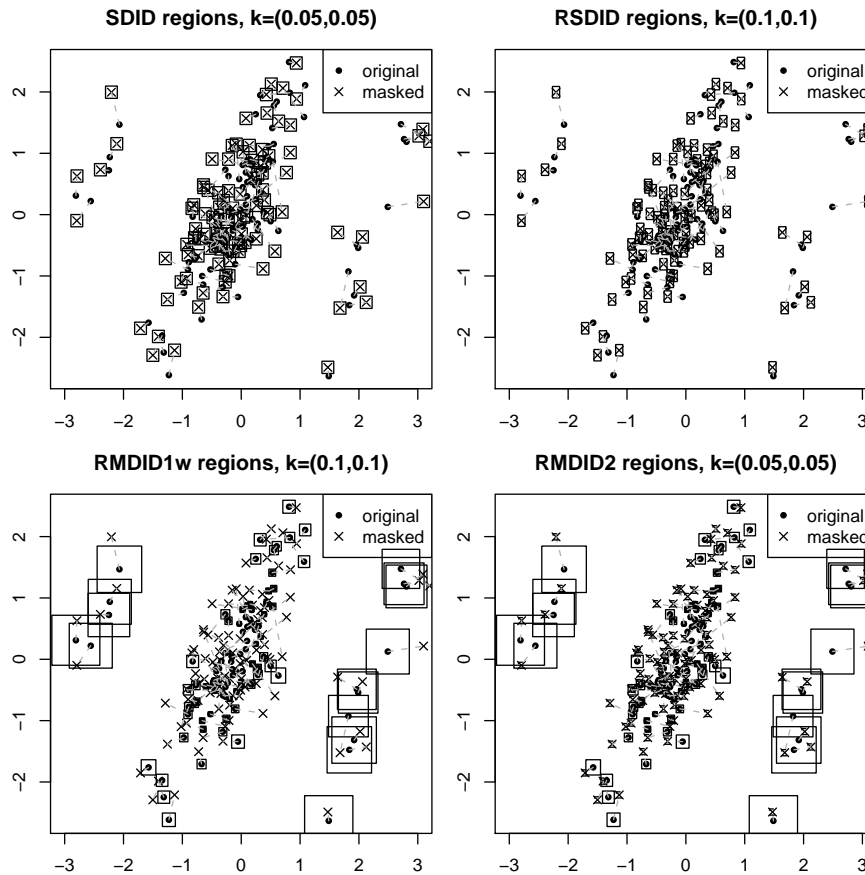 SDID regions, k=(0.05,0.05)
original
masked
2
1
0
−1
−2
−3 −2 −1 0 1 2 3
RSDID regions, k=(0.1,0.1)
original
masked
2
1
0
−1
−2
−3 −2 −1 0 1 2 3
RMDID1w regions, k=(0.1,0.1)
original
masked
2
1
0
−1
−2
−3 −2 −1 0 1 2 3
RMDID2 regions, k=(0.05,0.05)
original
masked
2
1
0
−1
−2
−3 −2 −1 0 1 2 3